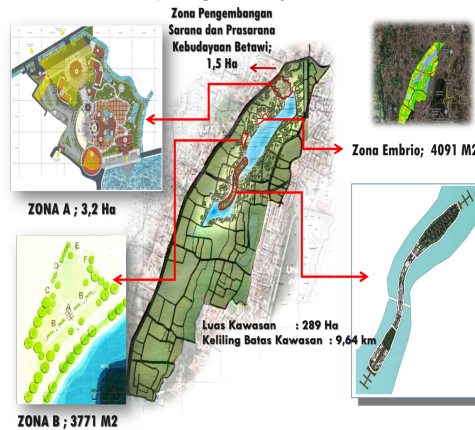 Zona Pengembangan
Sarana dan Prasarana
Kebudayaan Betawi;
1,5 Ha
Zona Embrio; 4091 M2
ZONA A ; 3,2 Ha
E
D
F
C
A
B
B
Luas Kawasan : 289 Ha
Keliling Batas Kawasan : 9,64 km
ZONA B ; 3771 M2